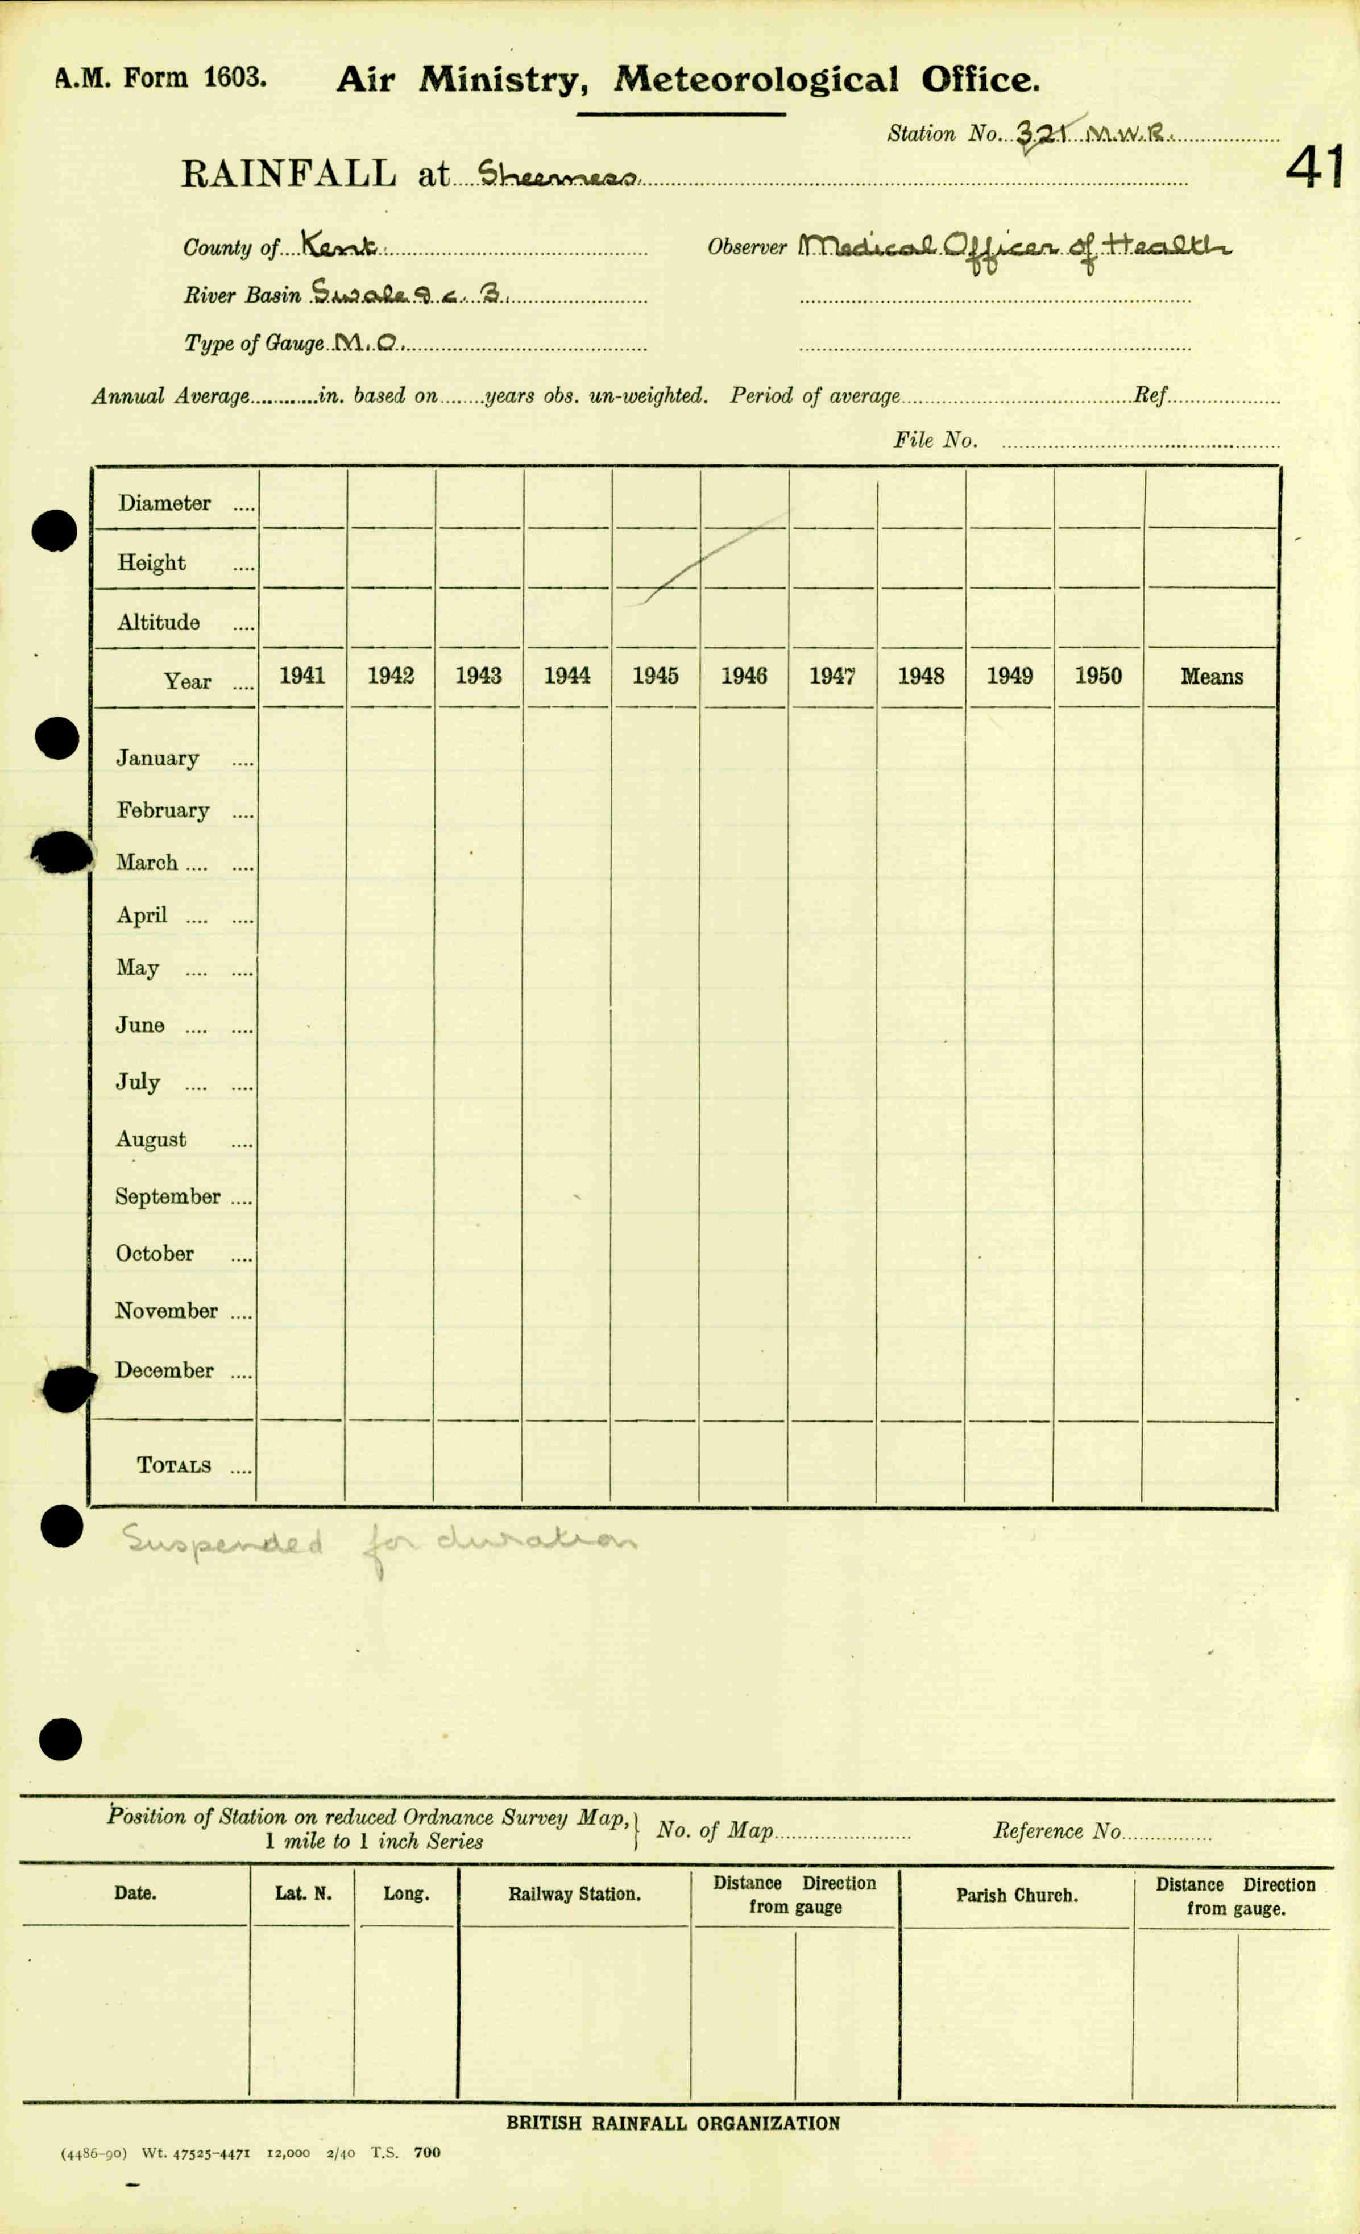 A.M. Form 1603. Air Ministry, Meteorological Office.
Station No. 321 M.W.R.
41
RAINFALL at Sheerness
County of Kent. Observer Medical Officer of Health
River Basin Swale & c. B.
Type of Gauge M.O.
Annual Average............in. based on........years obs. un-weighted. Period of average............Ref............
File No. ............
Diameter ....
Height ....
Altitude ....
Year .... 1941 1942 1943 1944 1945 1946 1947 1948 1949 1950 Means
January ....
February ....
March .... ....
April .... ....
May .... ....
June .... ....
July .... ....
August ....
September ....
October ....
November ....
December ....
TOTALS ....
Suspended for duration
Position of Station on reduced Ordnance Survey Map, } No. of Map............ Reference No............
1 mile to 1 inch Series
Date. Lat. N. Long. Railway Station. Distance Direction from gauge Parish Church. Distance Direction from gauge.
BRITISH RAINFALL ORGANIZATION
(4486-90) Wt. 47525-4471 12,000 2/40 T.S. 700